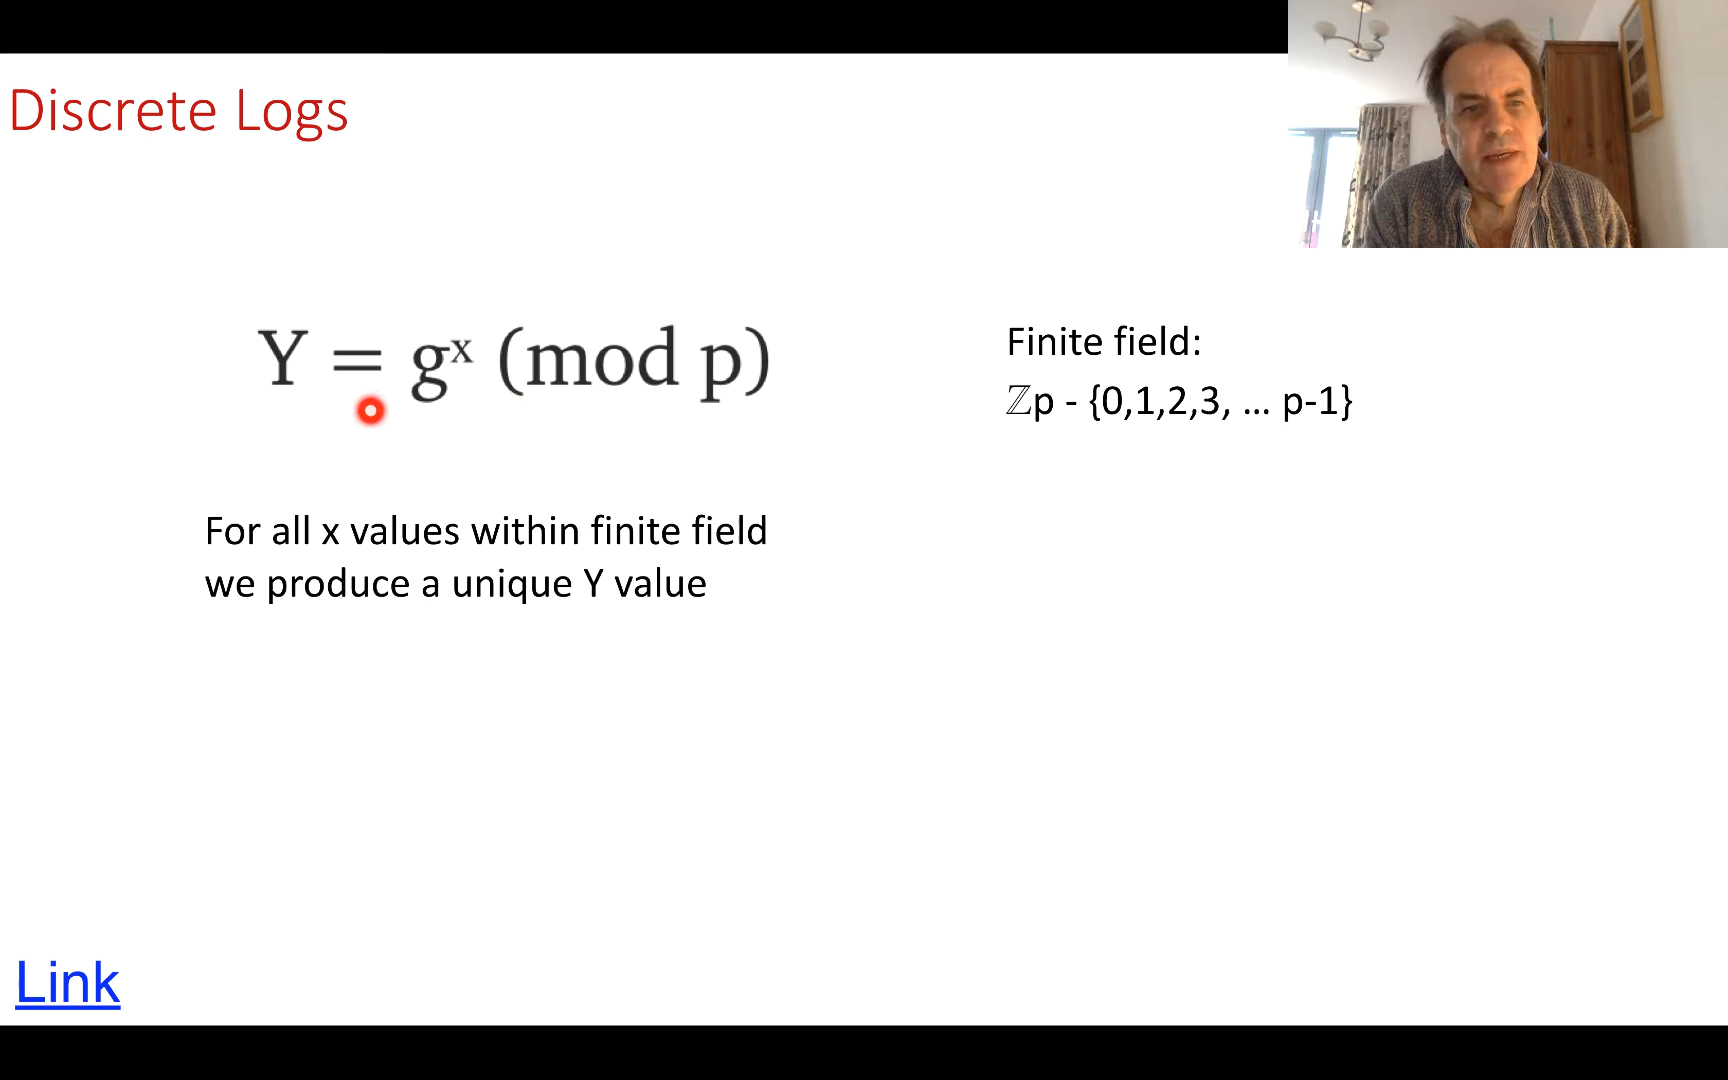 Discrete Logs
Y = gˣ (mod p)
Finite field:
ℤp - {0,1,2,3, ... p-1}
For all x values within finite field
we produce a unique Y value
Link